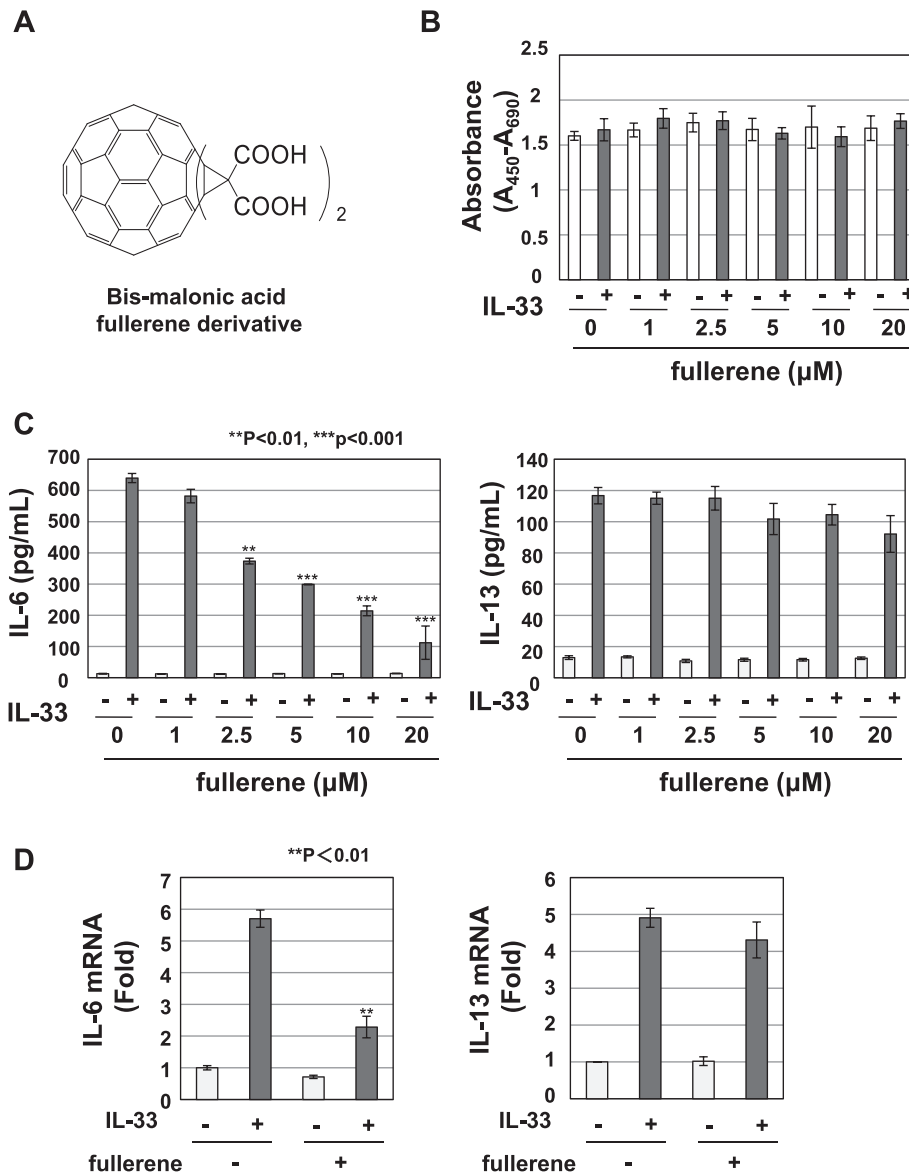 A
COOH
COOH
2
Bis-malonic acid
fullerene derivative
B
Absorbance
(A450-A690)
2.5
2
1.5
1
0.5
0
IL-33
- + - + - + - + - + - +
0 1 2.5 5 10 20
fullerene (µM)
C
**P<0.01, ***p<0.001
IL-6 (pg/mL)
700
600
500
400
300
200
100
0
** *** *** ***
IL-33
- + - + - + - + - + - +
0 1 2.5 5 10 20
fullerene (µM)
IL-13 (pg/mL)
140
120
100
80
60
40
20
0
IL-33
- + - + - + - + - + - +
0 1 2.5 5 10 20
fullerene (µM)
D
**P<0.01
IL-6 mRNA
(Fold)
7
6
5
4
3
2
1
0
**
IL-33 - + - +
fullerene - +
IL-13 mRNA
(Fold)
6
5
4
3
2
1
0
IL-33 - + - +
fullerene - +